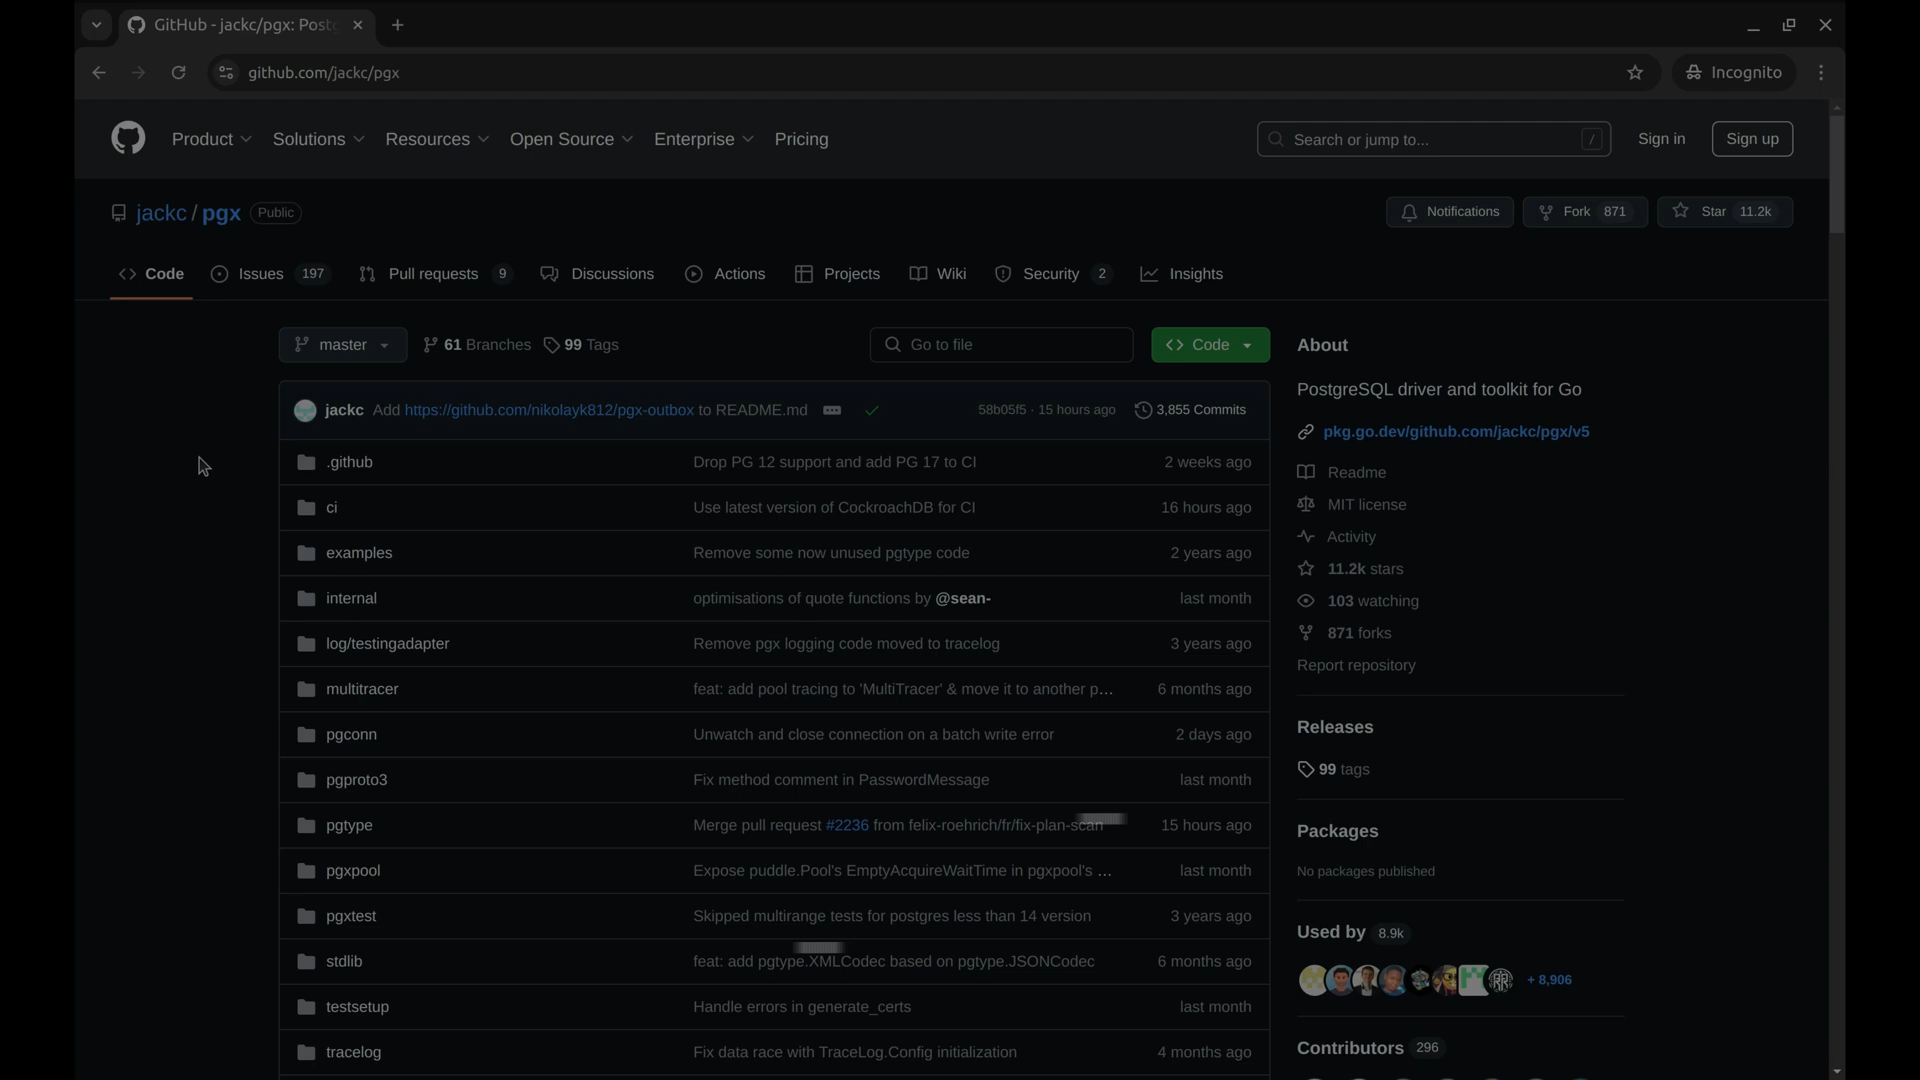 GitHub - jackc/pgx: Post
github.com/jackc/pgx
Incognito
Product
Solutions
Resources
Open Source
Enterprise
Pricing
Search or jump to...
/
Sign in
Sign up
jackc / pgx
Public
Notifications
Fork 871
Star 11.2k
Code
Issues 197
Pull requests 9
Discussions
Actions
Projects
Wiki
Security 2
Insights
master
61 Branches
99 Tags
Go to file
Code
jackc Add https://github.com/nikolayk812/pgx-outbox to README.md
58b05f5 · 15 hours ago
3,855 Commits
.github Drop PG 12 support and add PG 17 to CI 2 weeks ago
ci Use latest version of CockroachDB for CI 16 hours ago
examples Remove some now unused pgtype code 2 years ago
internal optimisations of quote functions by @sean- last month
log/testingadapter Remove pgx logging code moved to tracelog 3 years ago
multitracer feat: add pool tracing to 'MultiTracer' & move it to another p... 6 months ago
pgconn Unwatch and close connection on a batch write error 2 days ago
pgproto3 Fix method comment in PasswordMessage last month
pgtype Merge pull request #2236 from felix-roehrich/fr/fix-plan-scan 15 hours ago
pgxpool Expose puddle.Pool's EmptyAcquireWaitTime in pgxpool's ... last month
pgxtest Skipped multirange tests for postgres less than 14 version 3 years ago
stdlib feat: add pgtype.XMLCodec based on pgtype.JSONCodec 6 months ago
testsetup Handle errors in generate_certs last month
tracelog Fix data race with TraceLog.Config initialization 4 months ago
About
PostgreSQL driver and toolkit for Go
pkg.go.dev/github.com/jackc/pgx/v5
Readme
MIT license
Activity
11.2k stars
103 watching
871 forks
Report repository
Releases
99 tags
Packages
No packages published
Used by 8.9k
+ 8,906
Contributors 296